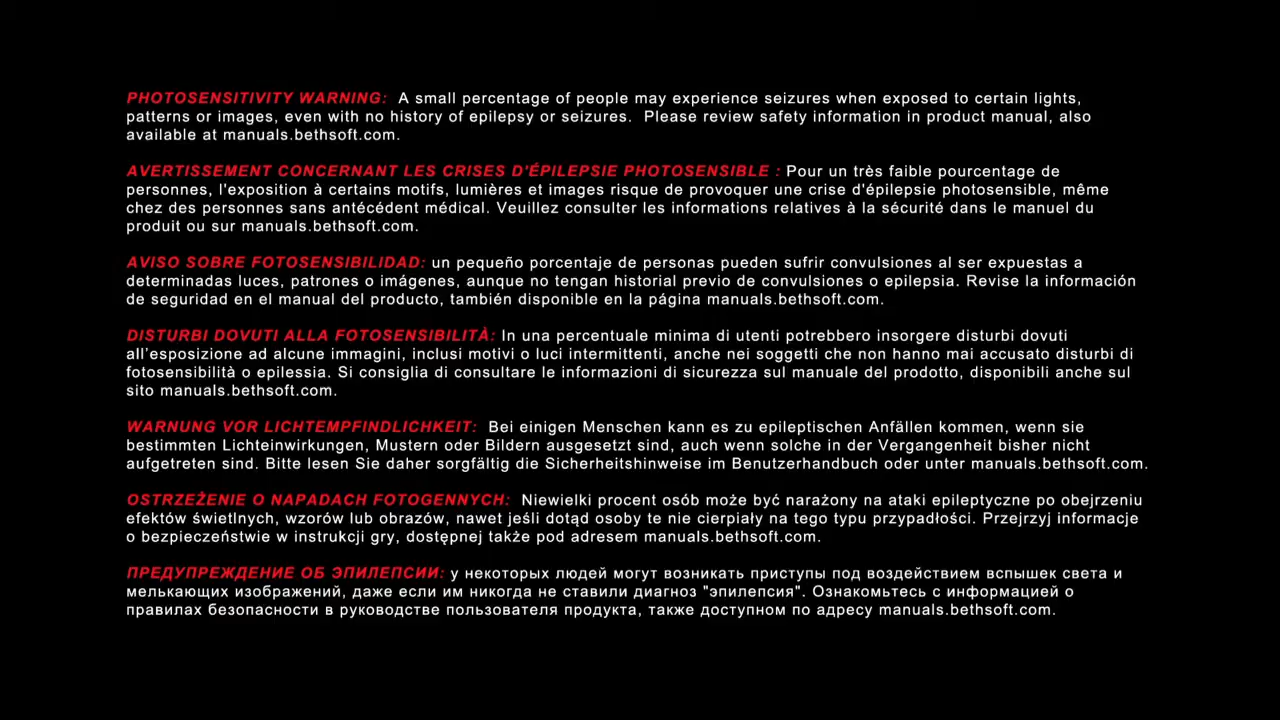 PHOTOSENSITIVITY WARNING: A small percentage of people may experience seizures when exposed to certain lights,
patterns or images, even with no history of epilepsy or seizures. Please review safety information in product manual, also
available at manuals.bethsoft.com.
AVERTISSEMENT CONCERNANT LES CRISES D'ÉPILEPSIE PHOTOSENSIBLE : Pour un très faible pourcentage de
personnes, l'exposition à certains motifs, lumières et images risque de provoquer une crise d'épilepsie photosensible, même
chez des personnes sans antécédent médical. Veuillez consulter les informations relatives à la sécurité dans le manuel du
produit ou sur manuals.bethsoft.com.
AVISO SOBRE FOTOSENSIBILIDAD: un pequeño porcentaje de personas pueden sufrir convulsiones al ser expuestas a
determinadas luces, patrones o imágenes, aunque no tengan historial previo de convulsiones o epilepsia. Revise la información
de seguridad en el manual del producto, también disponible en la página manuals.bethsoft.com.
DISTURBI DOVUTI ALLA FOTOSENSIBILITÀ: In una percentuale minima di utenti potrebbero insorgere disturbi dovuti
all'esposizione ad alcune immagini, inclusi motivi o luci intermittenti, anche nei soggetti che non hanno mai accusato disturbi di
fotosensibilità o epilessia. Si consiglia di consultare le informazioni di sicurezza sul manuale del prodotto, disponibili anche sul
sito manuals.bethsoft.com.
WARNUNG VOR LICHTEMPFINDLICHKEIT: Bei einigen Menschen kann es zu epileptischen Anfällen kommen, wenn sie
bestimmten Lichteinwirkungen, Mustern oder Bildern ausgesetzt sind, auch wenn solche in der Vergangenheit bisher nicht
aufgetreten sind. Bitte lesen Sie daher sorgfältig die Sicherheitshinweise im Benutzerhandbuch oder unter manuals.bethsoft.com.
OSTRZEŻENIE O NAPADACH FOTOGENNYCH: Niewielki procent osób może być narażony na ataki epileptyczne po obejrzeniu
efektów świetlnych, wzorów lub obrazów, nawet jeśli dotąd osoby te nie cierpiały na tego typu przypadłości. Przejrzyj informacje
o bezpieczeństwie w instrukcji gry, dostępnej także pod adresem manuals.bethsoft.com.
ПРЕДУПРЕЖДЕНИЕ ОБ ЭПИЛЕПСИИ: у некоторых людей могут возникать приступы под воздействием вспышек света и
мелькающих изображений, даже если им никогда не ставили диагноз "эпилепсия". Ознакомьтесь с информацией о
правилах безопасности в руководстве пользователя продукта, также доступном по адресу manuals.bethsoft.com.